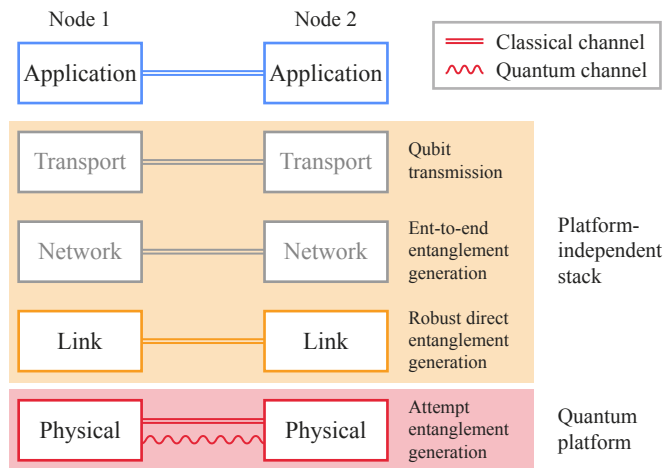 Node 1
Node 2
Classical channel
Quantum channel
Application
Application
Transport
Transport
Qubit
transmission
Network
Network
Ent-to-end
entanglement
generation
Platform-
independent
stack
Link
Link
Robust direct
entanglement
generation
Physical
Physical
Attempt
entanglement
generation
Quantum
platform